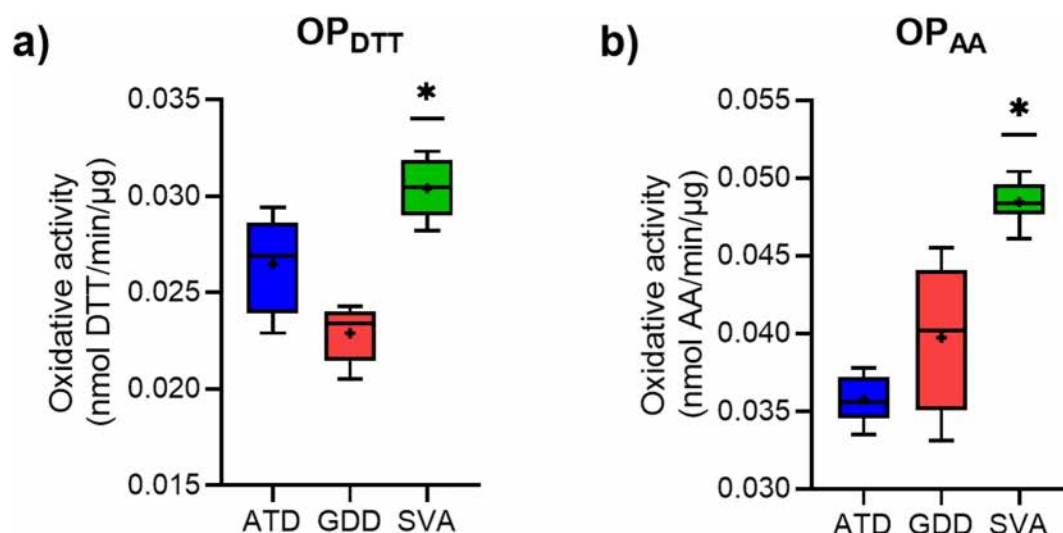 a)
OP_DTT
Oxidative activity
(nmol DTT/min/µg)
0.035
0.030
0.025
0.020
0.015
*
ATD GDD SVA
b)
OP_AA
Oxidative activity
(nmol AA/min/µg)
0.055
0.050
0.045
0.040
0.035
0.030
*
ATD GDD SVA